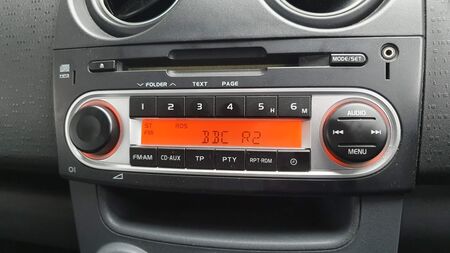 MODE/SET
MP3
FOLDER TEXT PAGE
1 2 3 4 5 H 6 M
AUDIO
ST RDS
FM
BBC R2
MENU
FM·AM CD·AUX TP PTY RPT·RDM